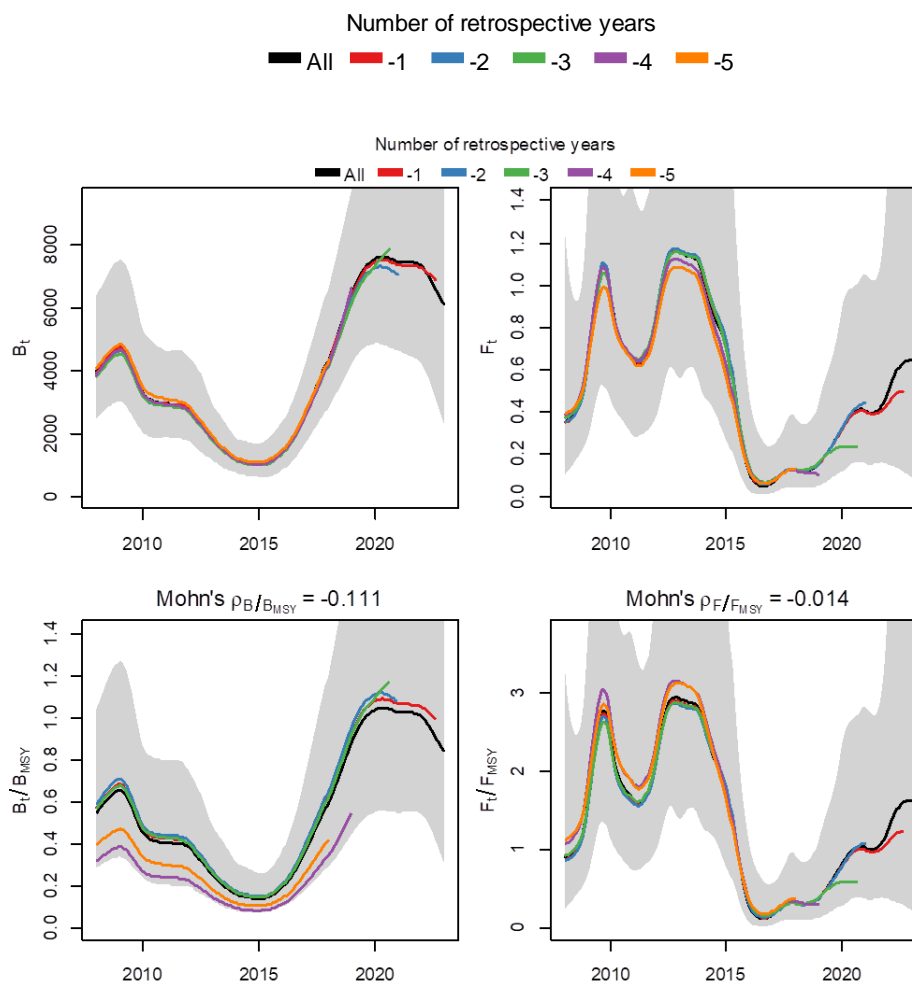 Number of retrospective years
All -1 -2 -3 -4 -5
Number of retrospective years
All -1 -2 -3 -4 -5
Bt
0 2000 4000 6000 8000
2010 2015 2020
Ft
0.0 0.2 0.4 0.6 0.8 1.0 1.2 1.4
2010 2015 2020
Mohn's ρB/BMSY = -0.111
Bt/BMSY
0.0 0.2 0.4 0.6 0.8 1.0 1.2 1.4
2010 2015 2020
Mohn's ρF/FMSY = -0.014
Ft/FMSY
0 1 2 3
2010 2015 2020